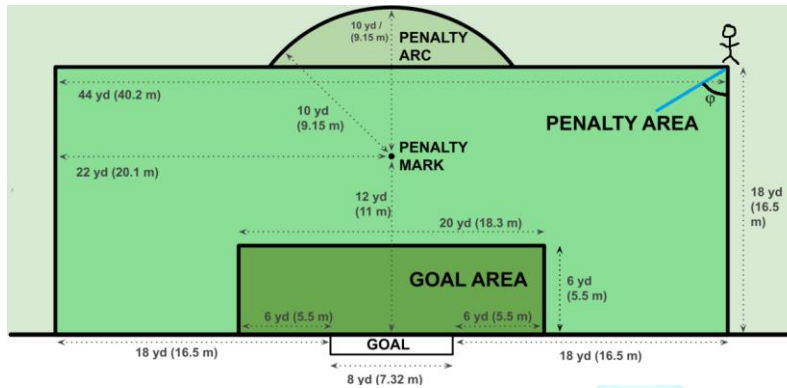 10 yd /
(9.15 m)
PENALTY
ARC
44 yd (40.2 m)
10 yd
(9.15 m)
φ
PENALTY AREA
PENALTY
MARK
22 yd (20.1 m)
12 yd
(11 m)
18 yd
(16.5
m)
20 yd (18.3 m)
GOAL AREA
6 yd
(5.5 m)
6 yd (5.5 m)
6 yd (5.5 m)
GOAL
18 yd (16.5 m)
18 yd (16.5 m)
8 yd (7.32 m)